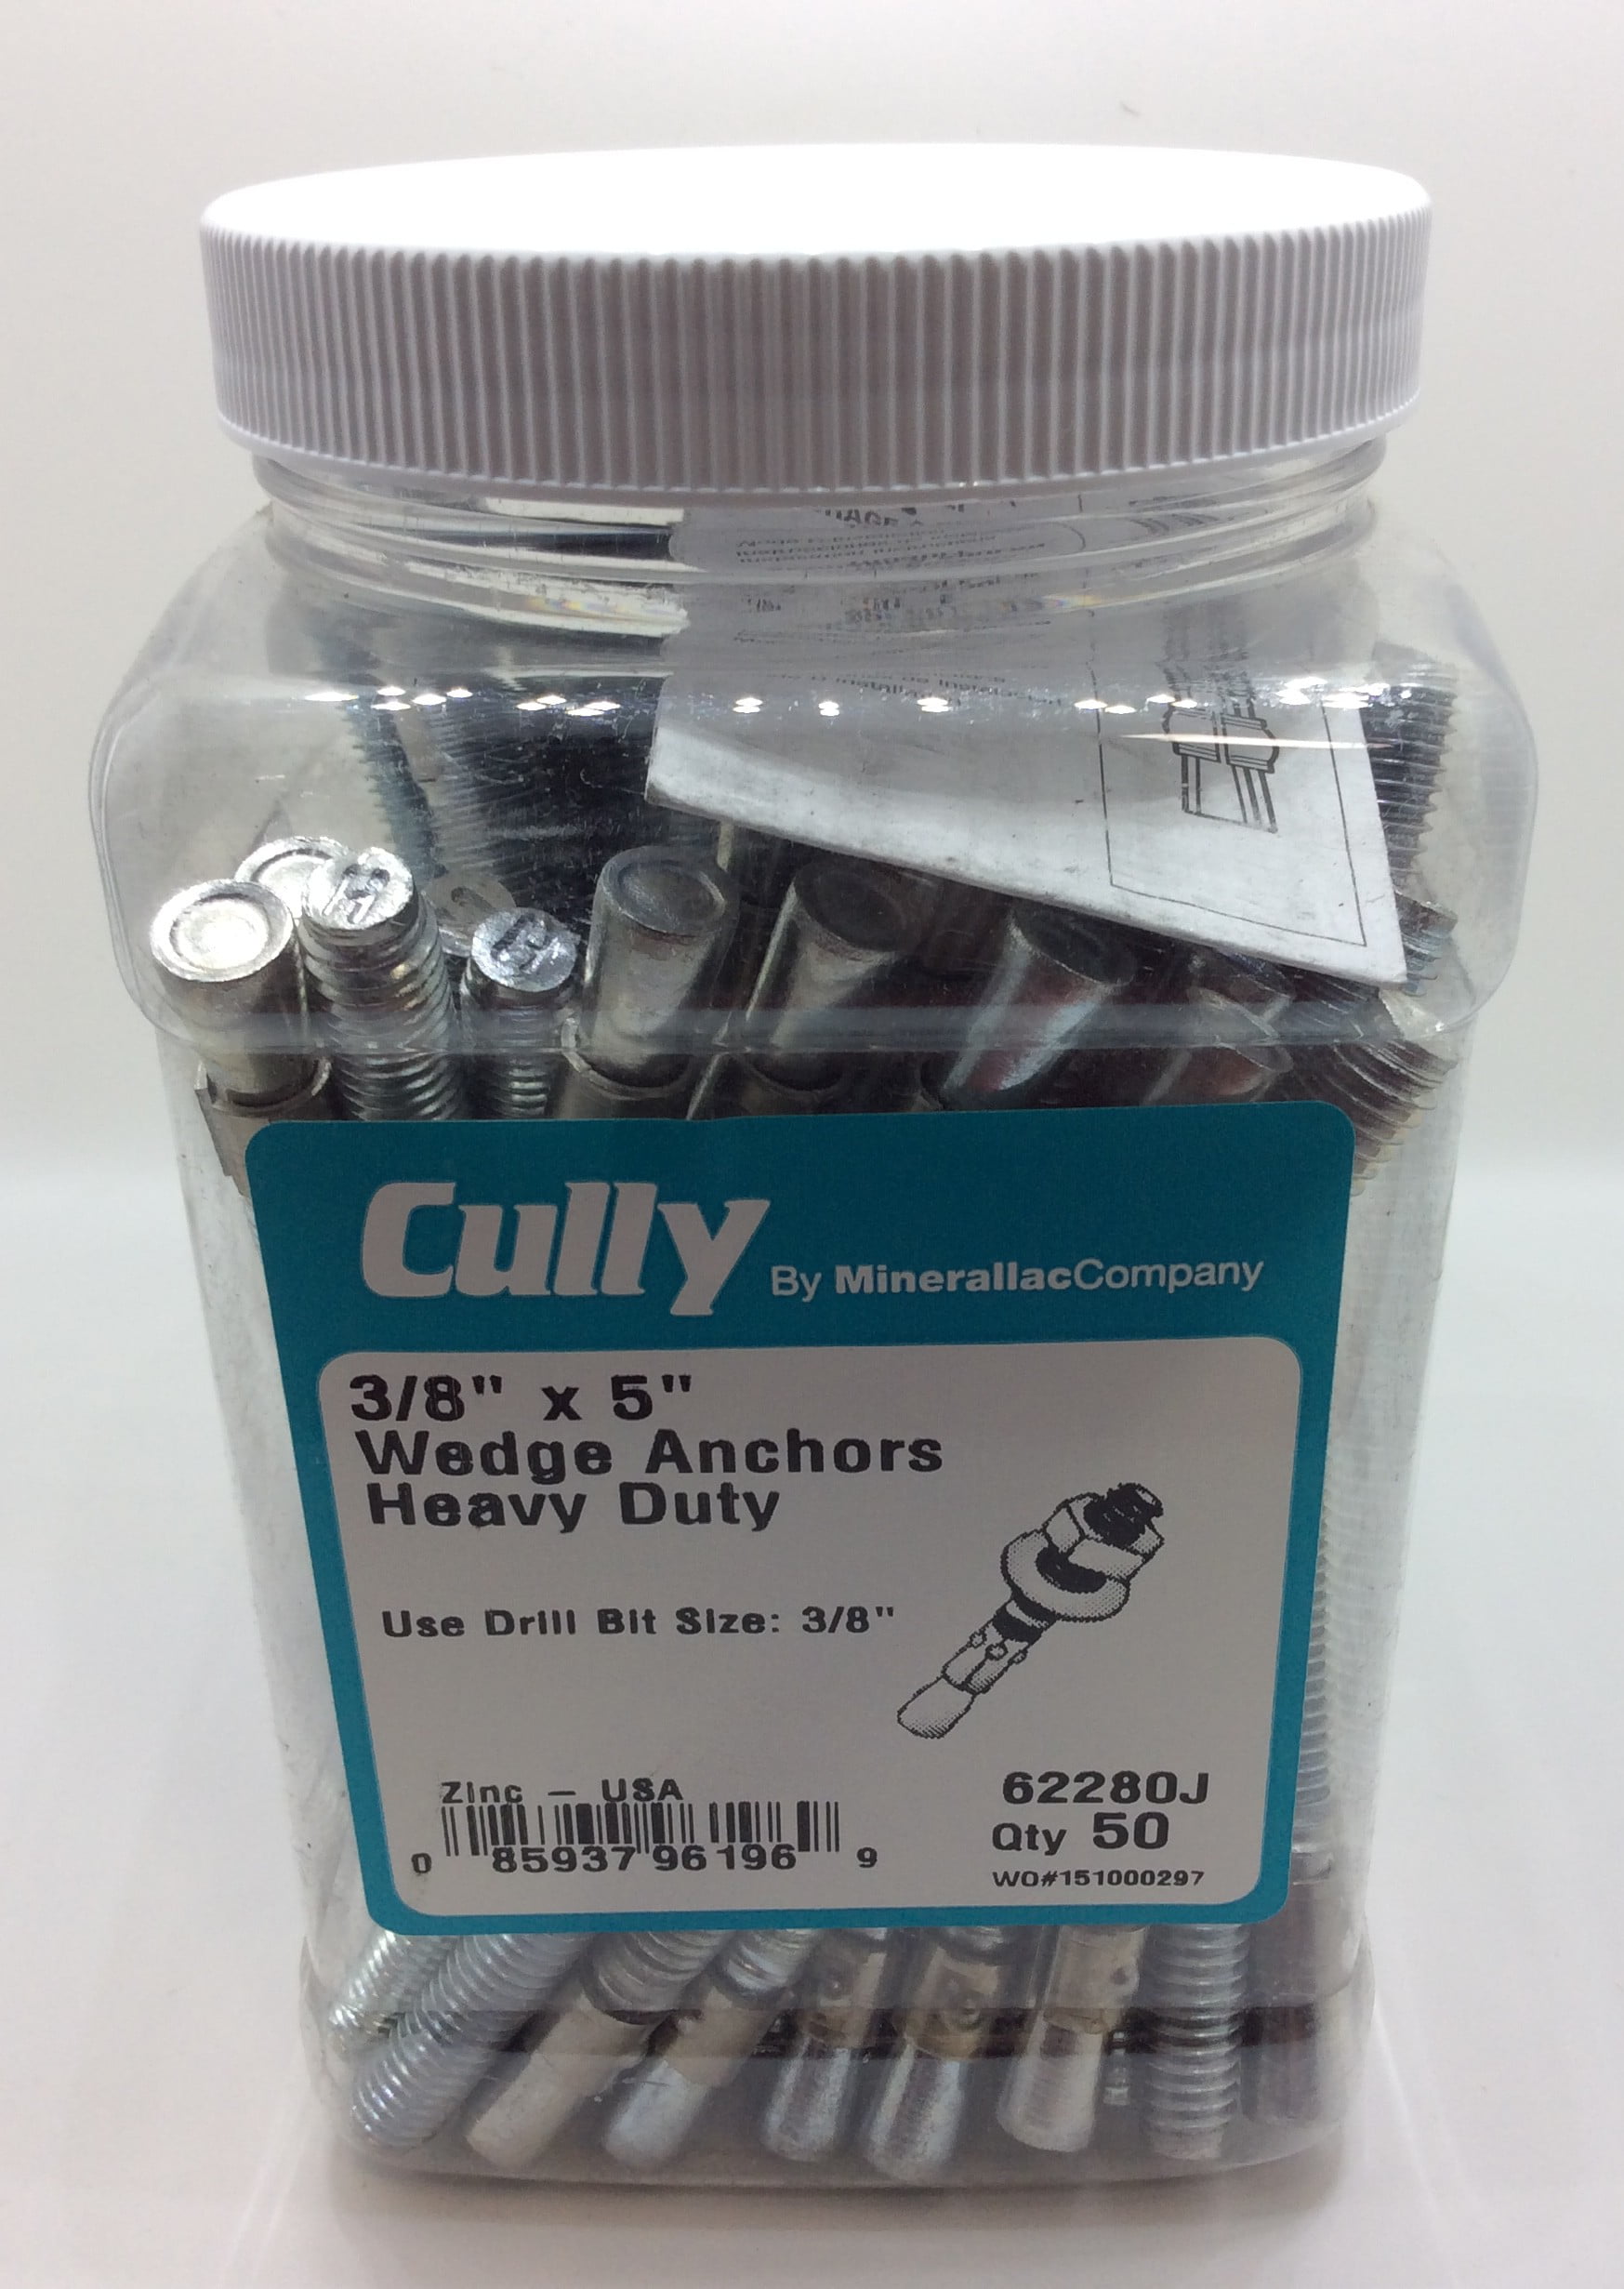 Cully By MinerallacCompany
3/8" x 5"
Wedge Anchors
Heavy Duty
Use Drill Bit Size: 3/8"
Zinc – USA
0 85937 96196 9
62280J
Qty 50
WO#151000297